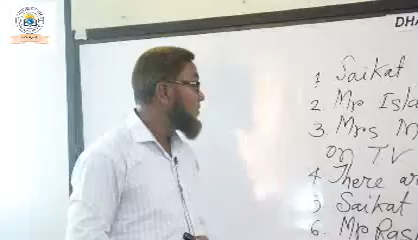 DHA
1 Saikat
2. Mr Isla
3. Mrs M
on TV
4 There ar
5 Saikat
6. Mr Ras